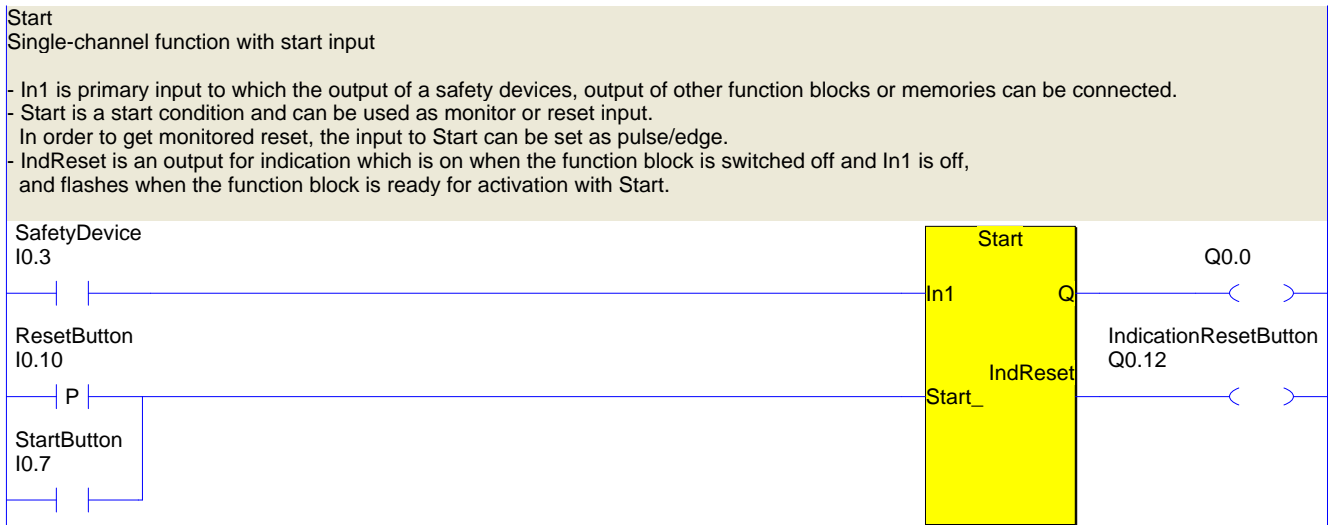 Start
Single-channel function with start input
- In1 is primary input to which the output of a safety devices, output of other function blocks or memories can be connected.
- Start is a start condition and can be used as monitor or reset input.
In order to get monitored reset, the input to Start can be set as pulse/edge.
- IndReset is an output for indication which is on when the function block is switched off and In1 is off,
and flashes when the function block is ready for activation with Start.
SafetyDevice
I0.3
Start
Q0.0
In1
Q
ResetButton
I0.10
P
IndReset
Start_
IndicationResetButton
Q0.12
StartButton
I0.7